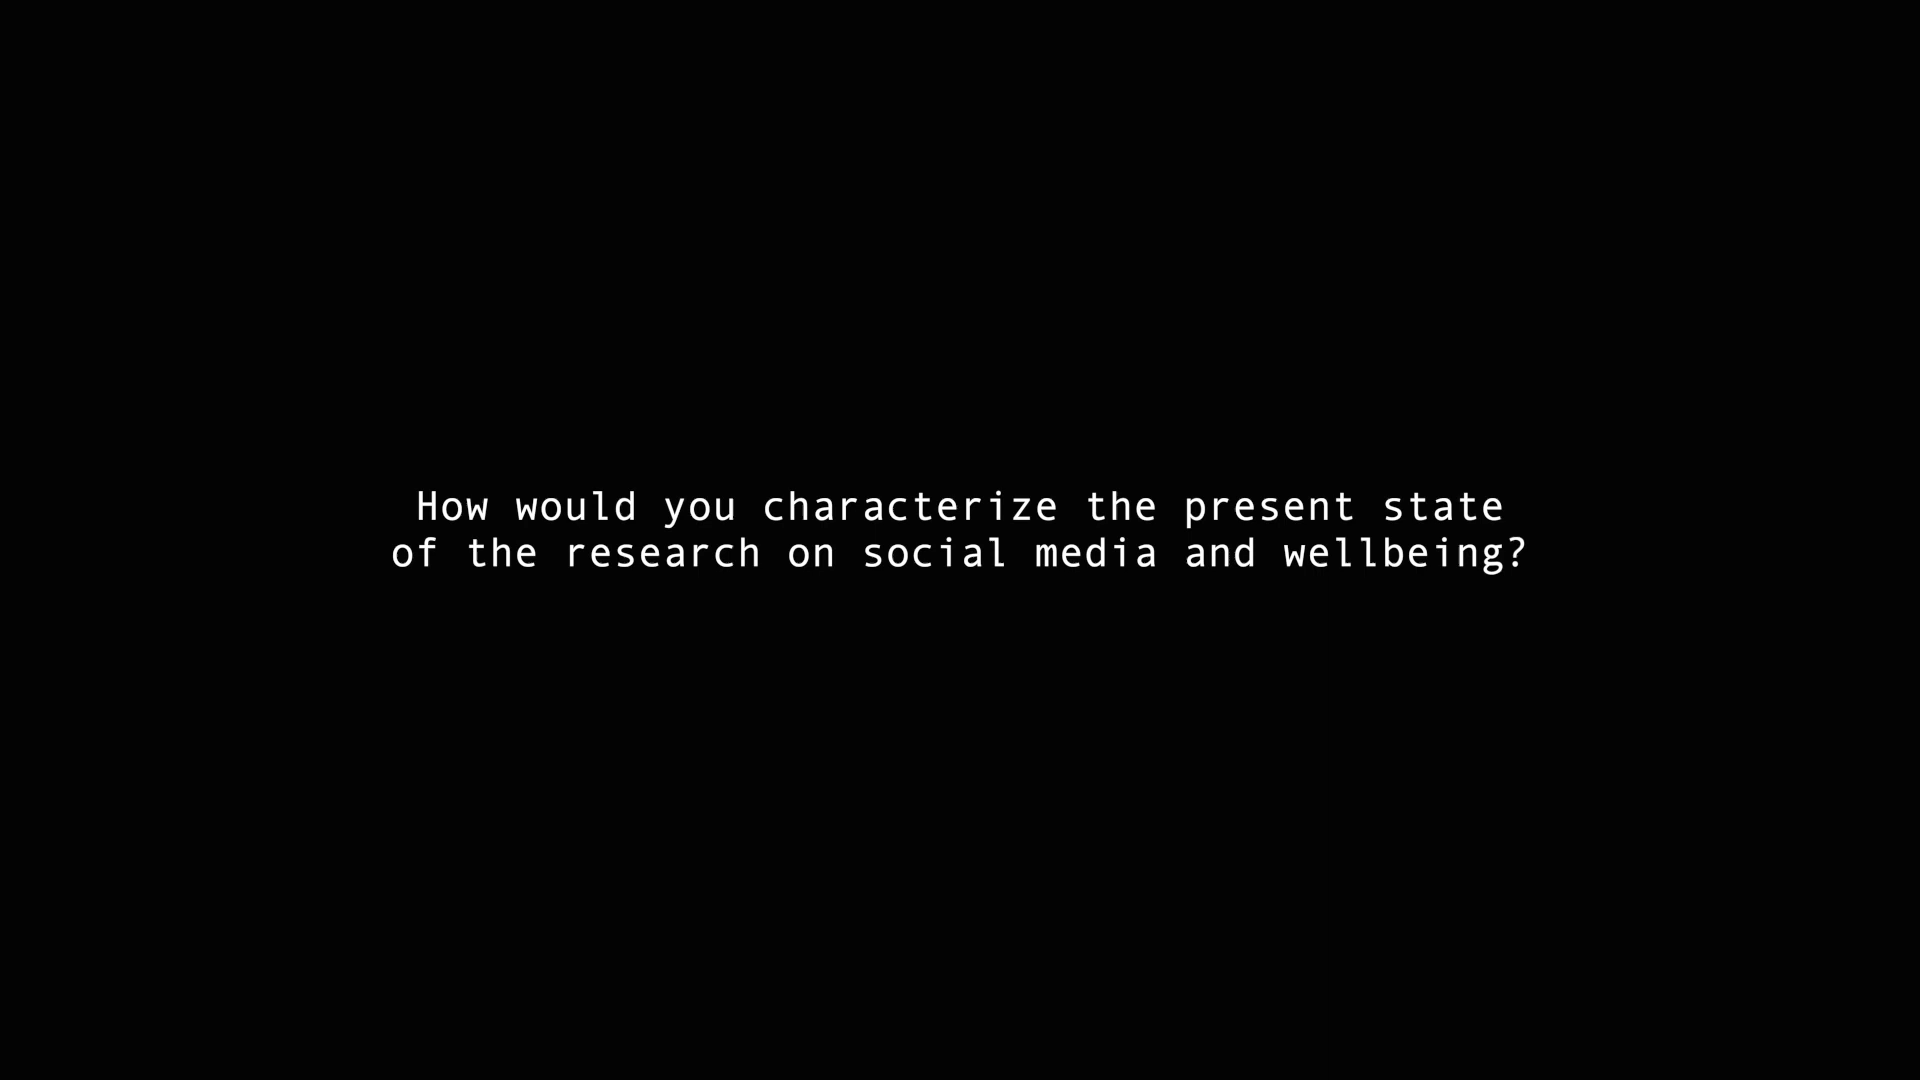 How would you characterize the present state
of the research on social media and wellbeing?